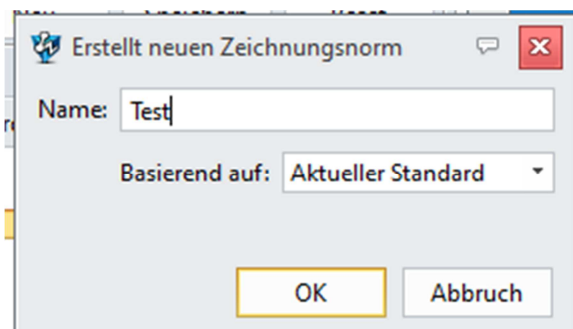 Erstellt neuen Zeichnungsnorm
Name: Test
Basierend auf: Aktueller Standard
OK Abbruch